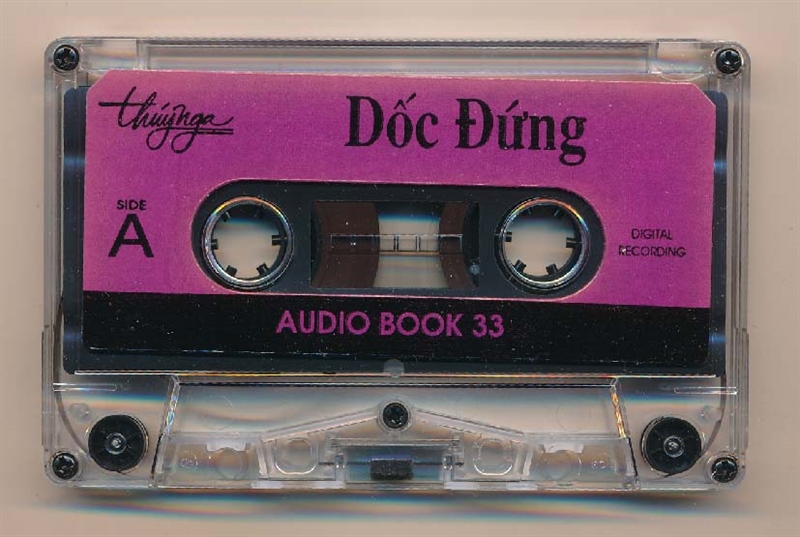 thúy nga
Dốc Đứng
SIDE
A
DIGITAL
RECORDING
AUDIO BOOK 33